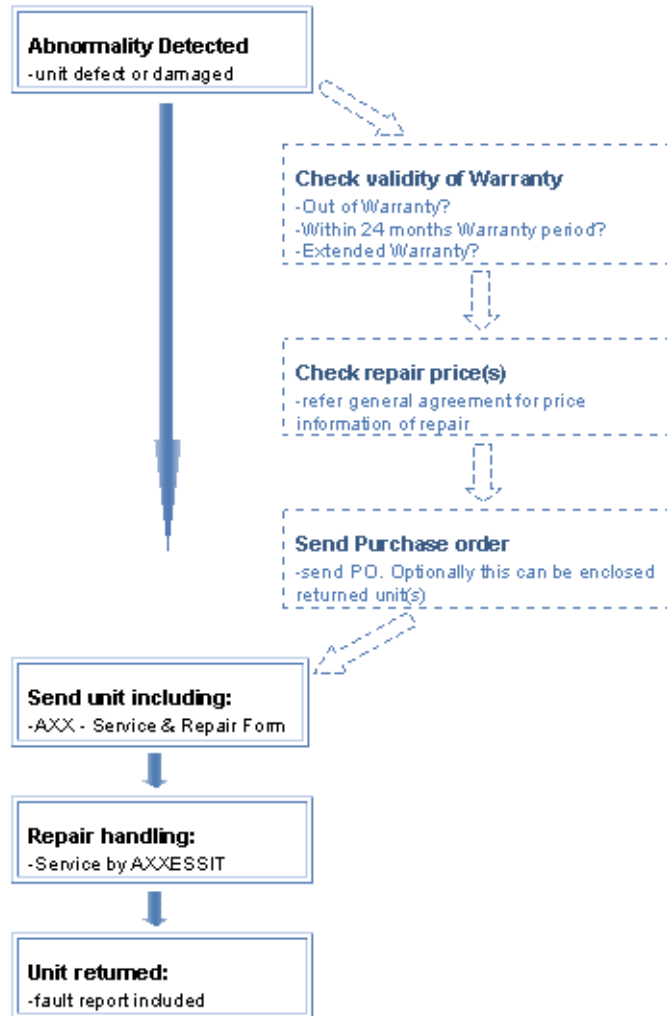 Abnormality Detected
-unit defect or damaged
Check validity of Warranty
-Out of Warranty?
-Within 24 months Warranty period?
-Extended Warranty?
Check repair price(s)
-refer general agreement for price
information of repair
Send Purchase order
-send PO. Optionally this can be enclosed
returned unit(s)
Send unit including:
-AXX - Service & Repair Form
Repair handling:
-Service by AXXESSIT
Unit returned:
-fault report included